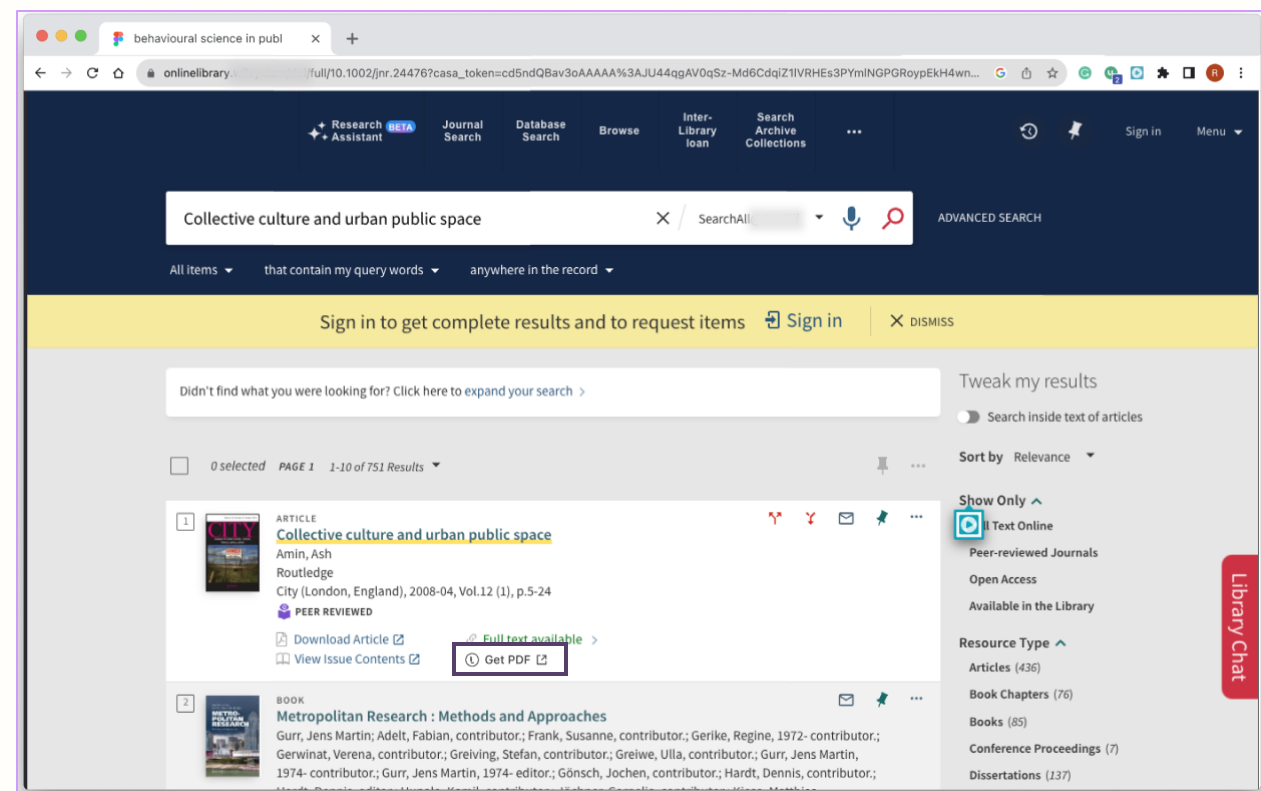 behavioural science in publ
onlinelibrary. /full/10.1002/jnr.24476?casa_token=cd5ndQBav3oAAAAA%3AJU44qgAV0qSz-Md6CdqiZ1lVRHEs3PYmlNGPGRoypEkH4wn...
Research BETA Assistant
Journal Search
Database Search
Browse
Inter-Library loan
Search Archive Collections
Sign in
Menu
Collective culture and urban public space
SearchAll
ADVANCED SEARCH
All items that contain my query words anywhere in the record
Sign in to get complete results and to request items Sign in DISMISS
Didn't find what you were looking for? Click here to expand your search
0 selected PAGE 1 1-10 of 751 Results
1
CITY
ARTICLE
Collective culture and urban public space
Amin, Ash
Routledge
City (London, England), 2008-04, Vol.12 (1), p.5-24
PEER REVIEWED
Download Article Full text available
View Issue Contents Get PDF
2
METRO-
POLITAN
RESEARCH
BOOK
Metropolitan Research : Methods and Approaches
Gurr, Jens Martin; Adelt, Fabian, contributor.; Frank, Susanne, contributor.; Gerike, Regine, 1972- contributor.;
Gerwinat, Verena, contributor.; Greiving, Stefan, contributor.; Greiwe, Ulla, contributor.; Gurr, Jens Martin,
1974- contributor.; Gurr, Jens Martin, 1974- editor.; Gönsch, Jochen, contributor.; Hardt, Dennis, contributor.;
Tweak my results
Search inside text of articles
Sort by Relevance
Show Only
Text Online
Peer-reviewed Journals
Open Access
Available in the Library
Resource Type
Articles (436)
Book Chapters (76)
Books (85)
Conference Proceedings (7)
Dissertations (137)
Library Chat